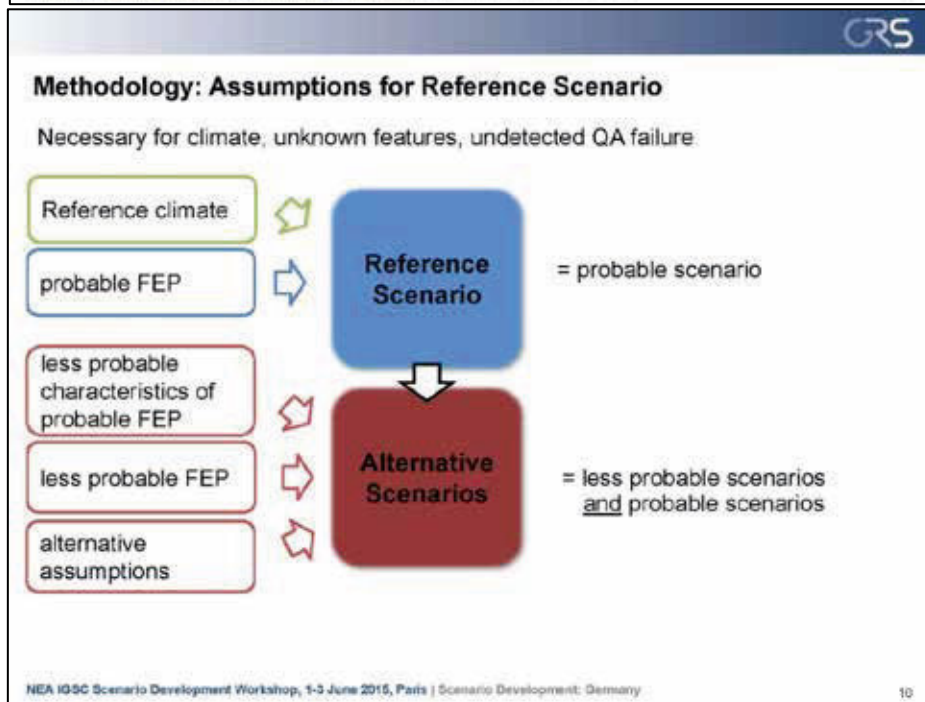 GRS
Methodology: Assumptions for Reference Scenario
Necessary for climate, unknown features, undetected QA failure
Reference climate
probable FEP
Reference
Scenario
= probable scenario
less probable
characteristics of
probable FEP
less probable FEP
alternative
assumptions
Alternative
Scenarios
= less probable scenarios
and probable scenarios
NEA IGSC Scenario Development Workshop, 1-3 June 2015, Paris | Scenario Development: Germany
10